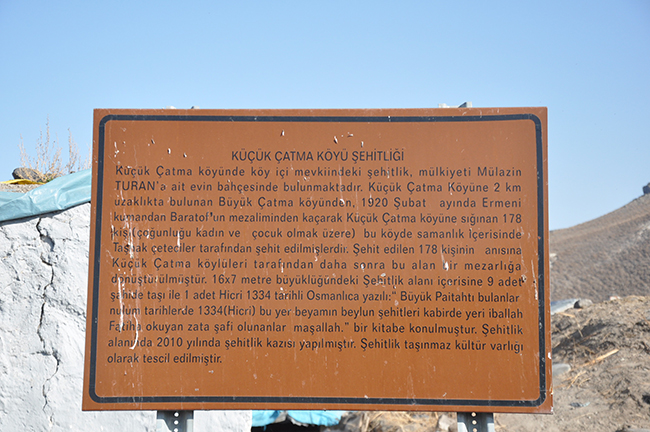 KÜÇÜK ÇATMA KÖYÜ ŞEHİTLİĞİ
Küçük Çatma köyünde köy içi mevkiindeki şehitlik, mülkiyeti Mülazin
TURAN'a ait evin bahçesinde bulunmaktadır. Küçük Çatma Köyüne 2 km
uzaklıkta bulunan Büyük Çatma köyünden, 1920 Şubat ayında Ermeni
kumandan Baratof'un mezaliminden kaçarak Küçük Çatma köyüne sığınan 178
kişi(çoğunluğu kadın ve çocuk olmak üzere) bu köyde samanlık içerisinde
Taşnak çeteciler tarafından şehit edilmişlerdi. Şehit edilen 178 kişinin anısına
Küçük Çatma köylüleri tarafından daha sonra bu alan bir mezarlığa
dönüştürülmüştür. 16x7 metre büyüklüğündeki Şehitlik alanı içerisine 9 adet
şahide taşı ile 1 adet Hicri 1334 tarihli Osmanlıca yazılı:" Büyük Paitahtı bulanlar
nulum tarihlerde 1334(Hicri) bu yer beyamın beylun şehitleri kabirde yeri iballah
Fatiha okuyan zata şafi olunanlar maşallah." bir kitabe konulmuştur. Şehitlik
alanında 2010 yılında şehitlik kazısı yapılmıştır. Şehitlik taşınmaz kültür varlığı
olarak tescil edilmiştir.